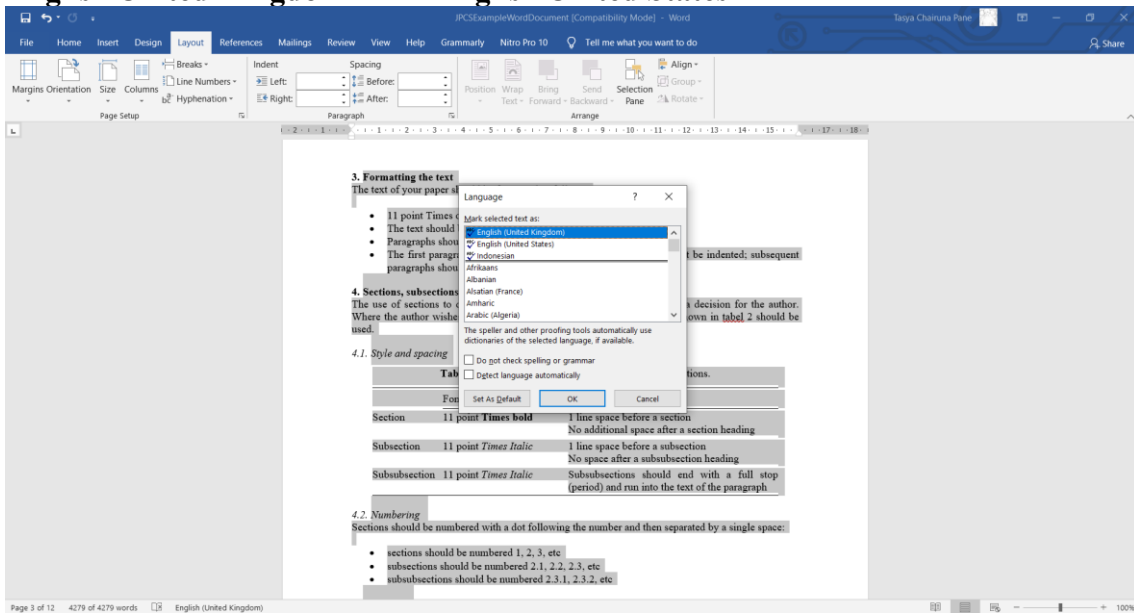 JPCSExampleWordDocument [Compatibility Mode] - Word
Tasya Chairuna Pane
File Home Insert Design Layout References Mailings Review View Help Grammarly Nitro Pro 10 Tell me what you want to do
Share
Margins Orientation Size Columns
Breaks
Line Numbers
Hyphenation
Page Setup
Indent
Left:
Right:
Spacing
Before:
After:
Paragraph
Position Wrap Text Bring Forward Send Backward Selection Pane
Align
Group
Rotate
Arrange
3. Formatting the text
The text of your paper
11 point Times
The text should
Paragraphs
The first be indented; subsequent
paragraphs
4. Sections,
The use of sections to a decision for the author.
Where the author in tabel 2 should be
used.
4.1. Style and spacing
Section 11 point Times bold 1 line space before a section
No additional space after a section heading
Subsection 11 point Times Italic 1 line space before a subsection
No space after a subsubsection heading
Subsubsection 11 point Times Italic Subsubsections should end with a full stop
(period) and run into the text of the paragraph
4.2. Numbering
Sections should be numbered with a dot following the number and then separated by a single space:
sections should be numbered 1, 2, 3, etc
subsections should be numbered 2.1, 2.2, 2.3, etc
subsubsections should be numbered 2.3.1, 2.3.2, etc
Language ?
Mark selected text as:
English (United Kingdom)
English (United States)
Indonesian
Afrikaans
Albanian
Alsatian (France)
Amharic
Arabic (Algeria)
The speller and other proofing tools automatically use
dictionaries of the selected language, if available.
Do not check spelling or grammar
Detect language automatically
Set As Default OK Cancel
Page 3 of 12 4279 of 4279 words English (United Kingdom)
100%